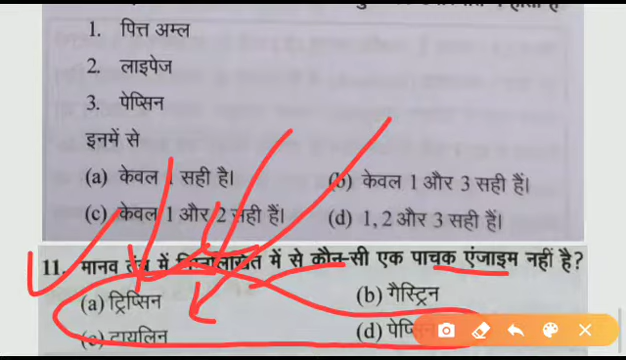 1. पित्त अम्ल
2. लाइपेज
3. पेप्सिन
इनमें से
(a) केवल 1 सही है। (b) केवल 1 और 3 सही हैं।
(c) केवल 1 और 2 सही हैं। (d) 1, 2 और 3 सही हैं।
11. मानव तंत्र में निम्नलिखित में से कौन-सी एक पाचक एंजाइम नहीं है?
(a) ट्रिप्सिन (b) गैस्ट्रिन
(c) टायलिन (d)